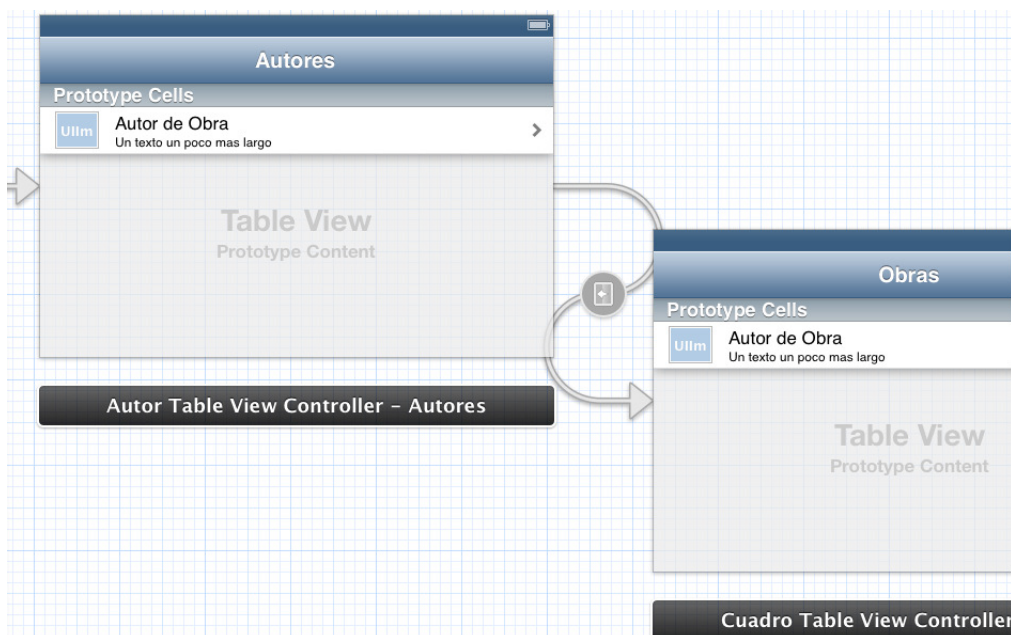 Autores
Prototype Cells
UIIm
Autor de Obra
Un texto un poco mas largo
Table View
Prototype Content
Autor Table View Controller – Autores
Obras
Prototype Cells
UIIm
Autor de Obra
Un texto un poco mas largo
Table View
Prototype Content
Cuadro Table View Controller